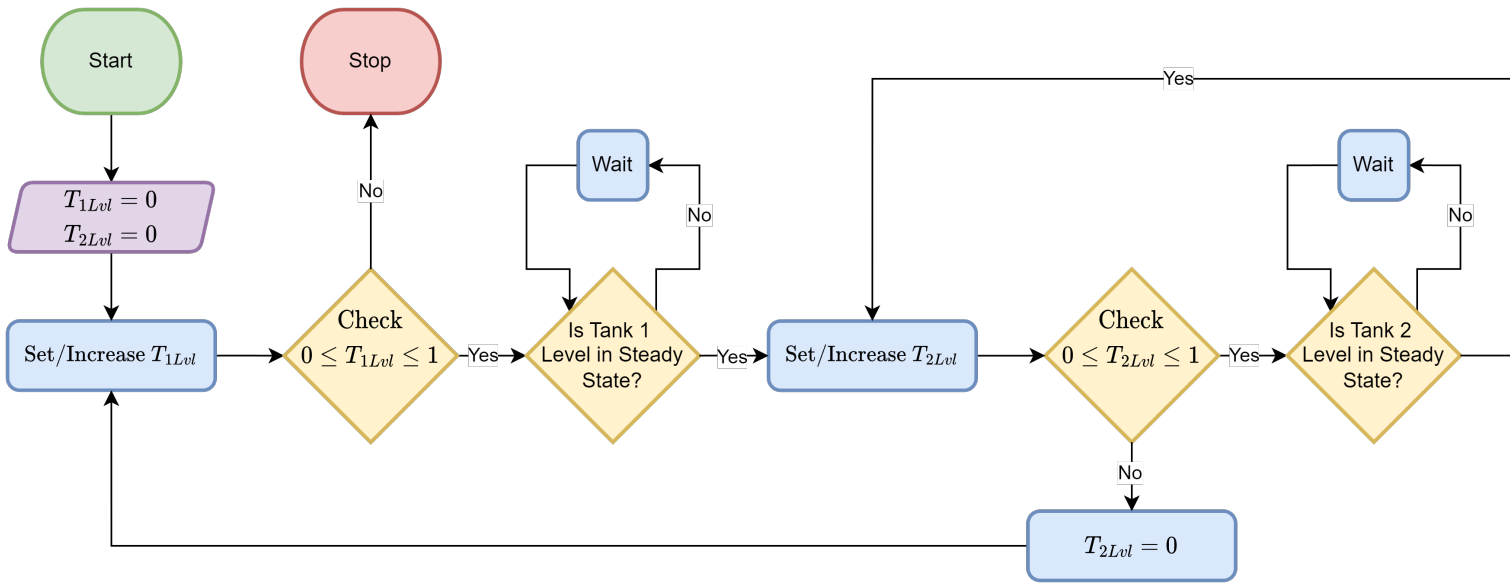 Start
Stop
Yes
Wait
Wait
No
No
No
T_{1Lvl} = 0
T_{2Lvl} = 0
Set/Increase T_{1Lvl}
Check
0 ≤ T_{1Lvl} ≤ 1
Yes
Is Tank 1
Level in Steady
State?
Yes
Set/Increase T_{2Lvl}
Check
0 ≤ T_{2Lvl} ≤ 1
Yes
Is Tank 2
Level in Steady
State?
No
T_{2Lvl} = 0